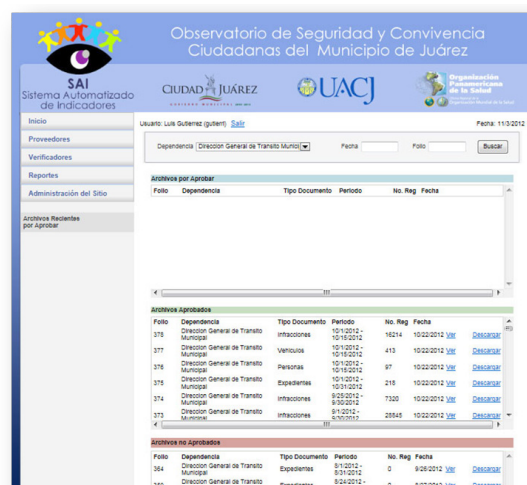 Observatorio de Seguridad y Convivencia
Ciudadanas del Municipio de Juárez
SAI
Sistema Automatizado
de Indicadores
CIUDAD JUÁREZ
UACJ
Organización
Panamericana
de la Salud
Inicio
Proveedores
Verificadores
Reportes
Administración del Sitio
Archivos Recientes
por Aprobar
Usuario: Luis Gutierrez (gutierrl) Salir
Fecha: 11/3/2012
Dependencia Direccion General de Transito Munici Fecha Folio Buscar
Archivos por Aprobar
Folio Dependencia Tipo Documento Periodo No. Reg Fecha
Archivos Aprobados
Folio Dependencia Tipo Documento Periodo No. Reg Fecha
378 Direccion General de Transito Municipal Infracciones 10/1/2012 - 10/15/2012 16214 10/22/2012 Ver Descargar
377 Direccion General de Transito Municipal Vehiculos 10/1/2012 - 10/15/2012 413 10/22/2012 Ver Descargar
376 Direccion General de Transito Municipal Personas 10/1/2012 - 10/15/2012 97 10/22/2012 Ver Descargar
375 Direccion General de Transito Municipal Expedientes 10/1/2012 - 10/31/2012 218 10/22/2012 Ver Descargar
374 Direccion General de Transito Municipal Infracciones 9/25/2012 - 9/30/2012 7320 10/22/2012 Ver Descargar
373 Direccion General de Transito Municipal Infracciones 9/1/2012 - 9/30/2012 28845 10/22/2012 Ver Descargar
Archivos no Aprobados
Folio Dependencia Tipo Documento Periodo No. Reg Fecha
364 Direccion General de Transito Municipal Expedientes 8/1/2012 - 8/31/2012 0 9/26/2012 Ver Descargar
Direccion General de Transito 8/24/2012 -